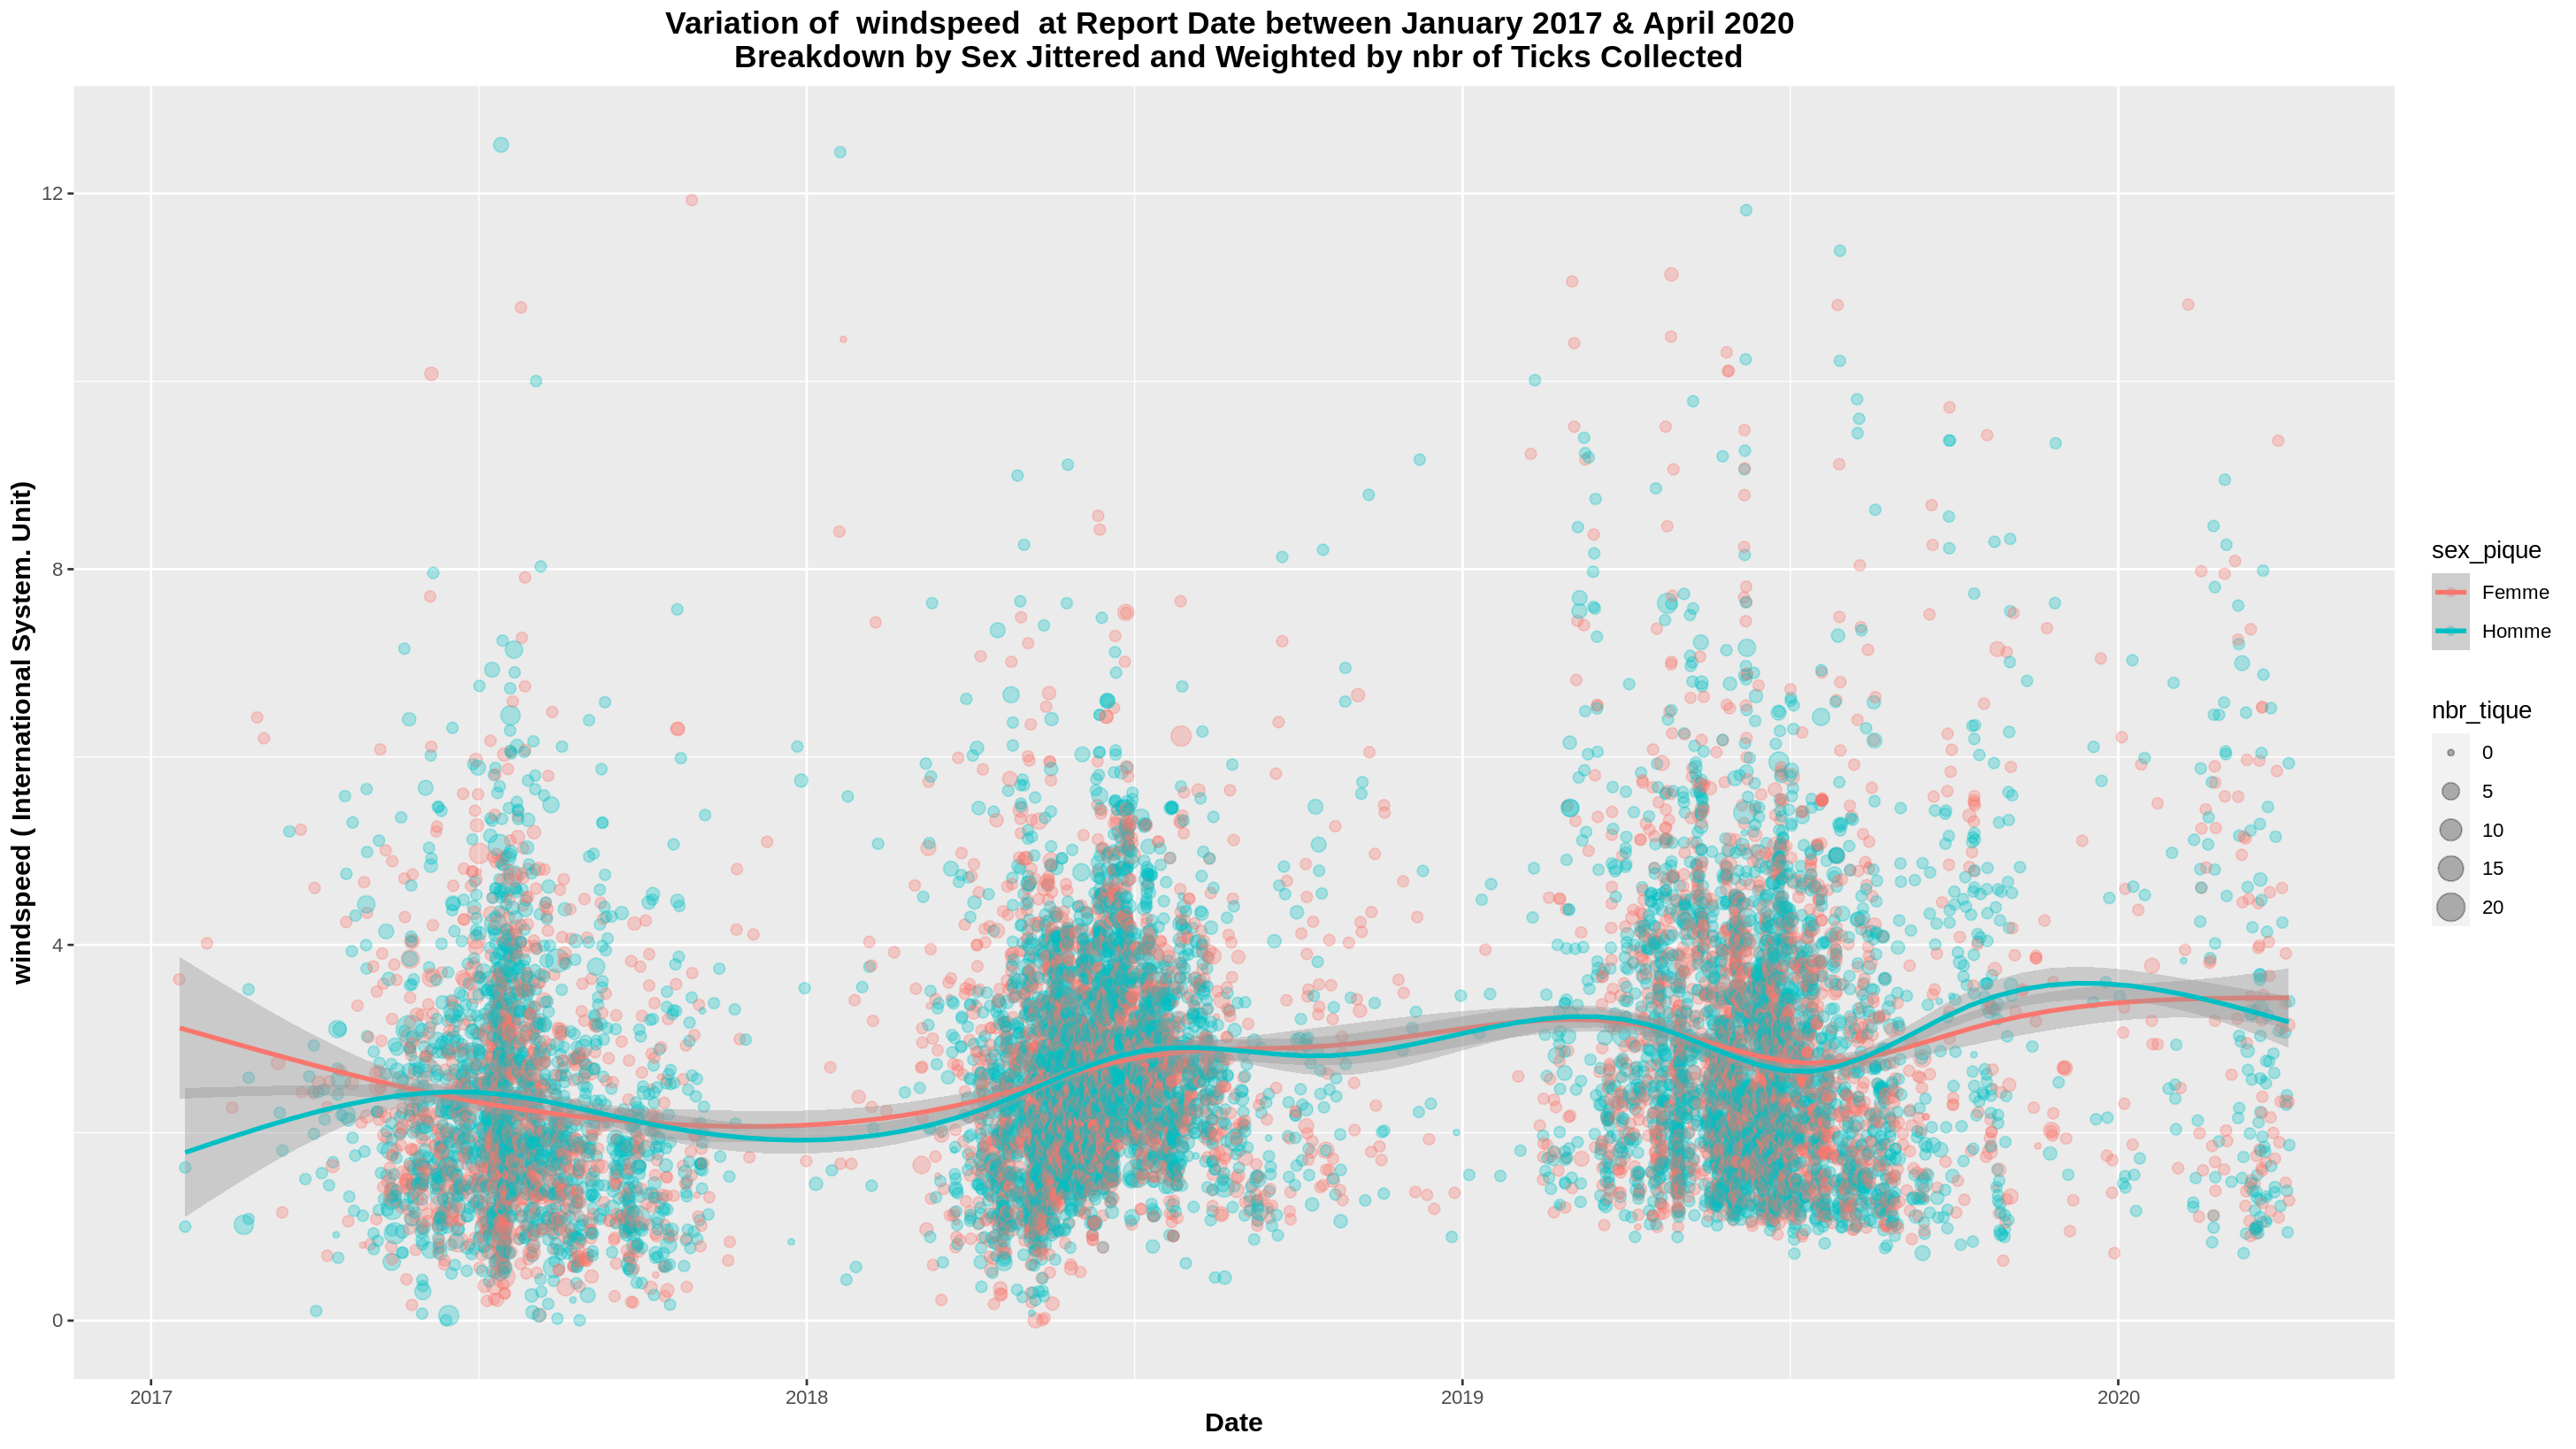 Variation of  windspeed  at Report Date between January 2017 & April 2020
Breakdown by Sex Jittered and Weighted by nbr of Ticks Collected
windspeed ( International System. Unit)
12
8
4
0
2017
2018
2019
2020
Date
sex_pique
Femme
Homme
nbr_tique
0
5
10
15
20